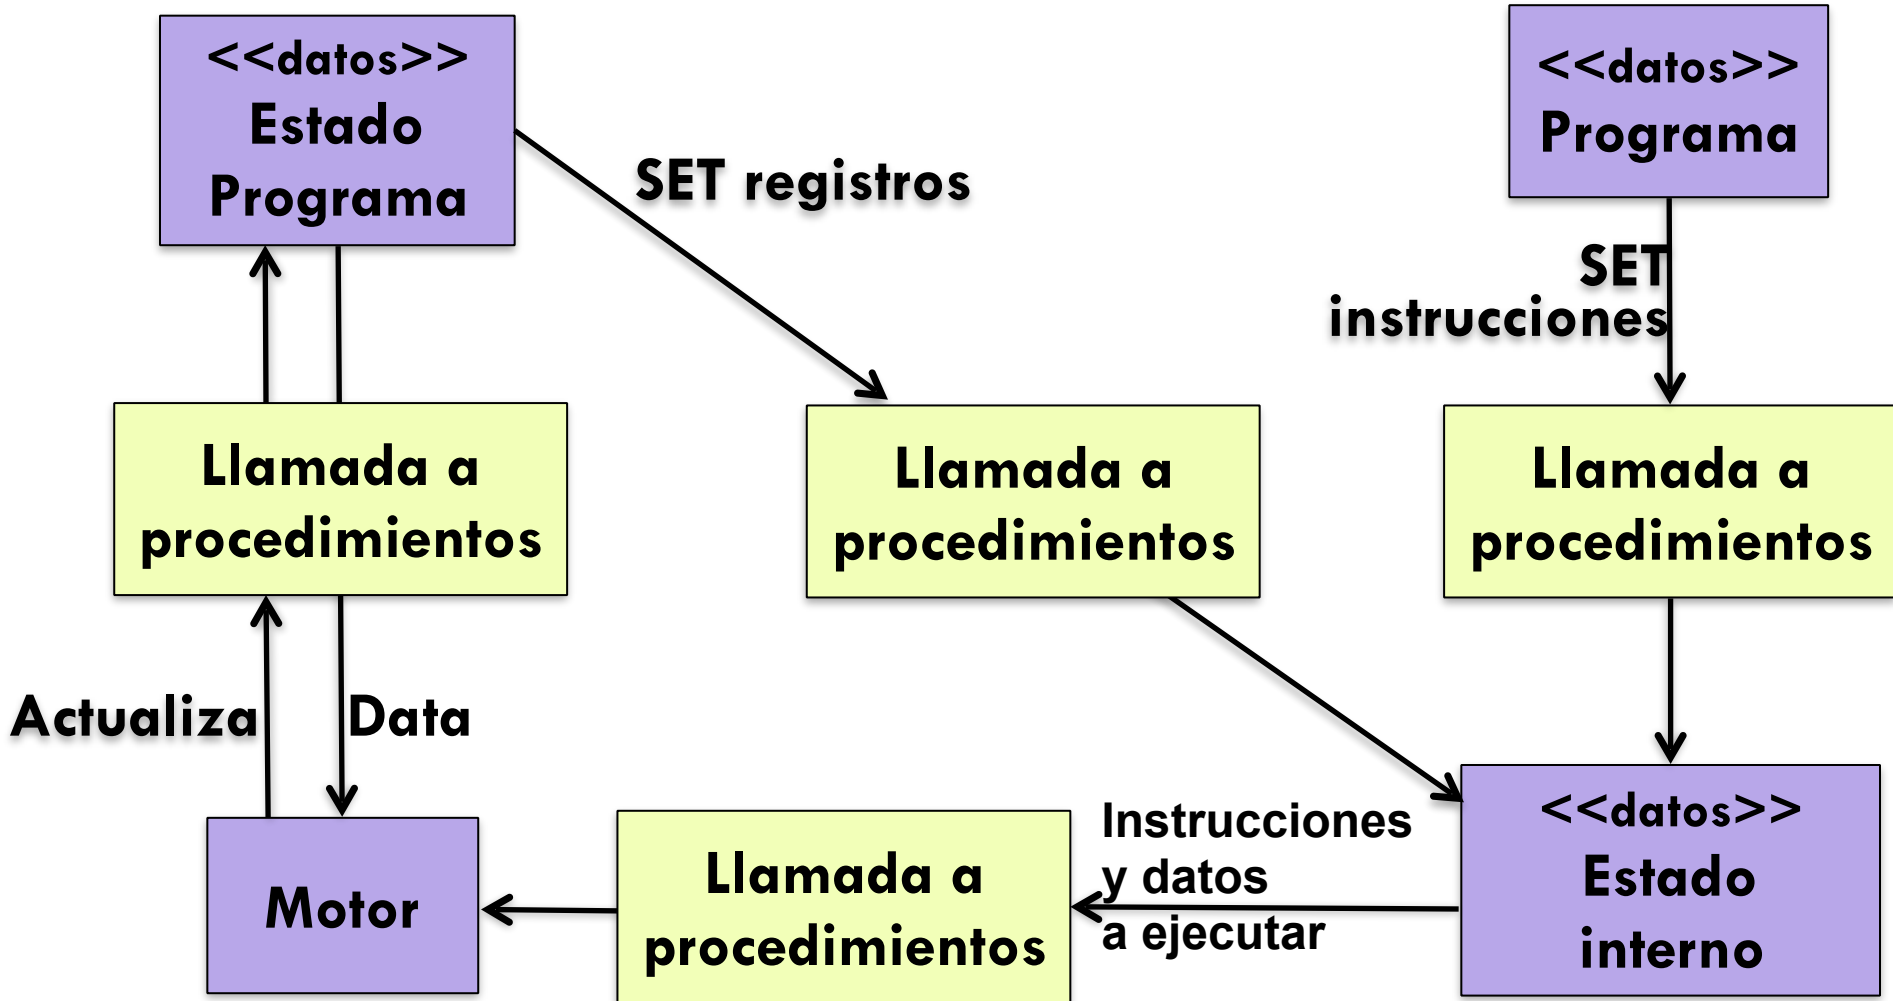 <<datos>>
Estado
Programa
<<datos>>
Programa
SET registros
SET
instrucciones
Llamada a
procedimientos
Llamada a
procedimientos
Llamada a
procedimientos
Actualiza
Data
Motor
Llamada a
procedimientos
Instrucciones
y datos
a ejecutar
<<datos>>
Estado
interno